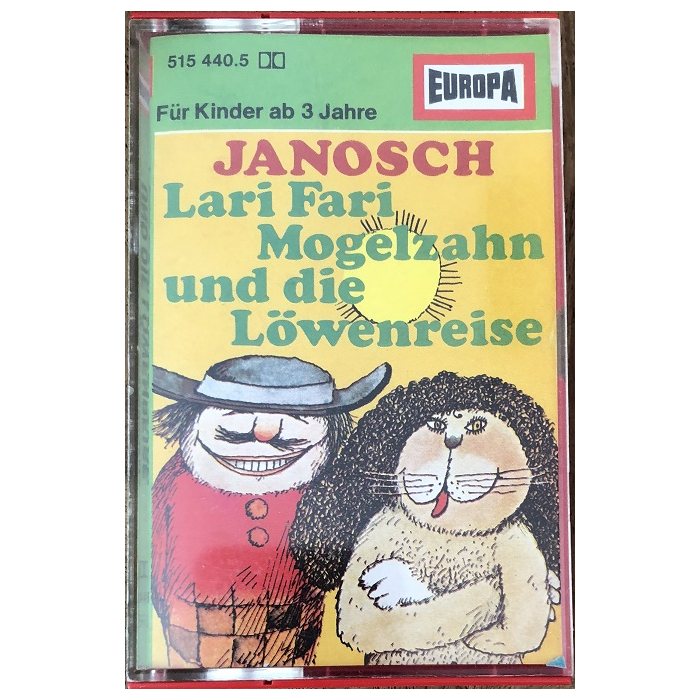 515 440.5
EUROPA
Für Kinder ab 3 Jahre
JANOSCH
Lari Fari
Mogelzahn
und die
Löwenreise